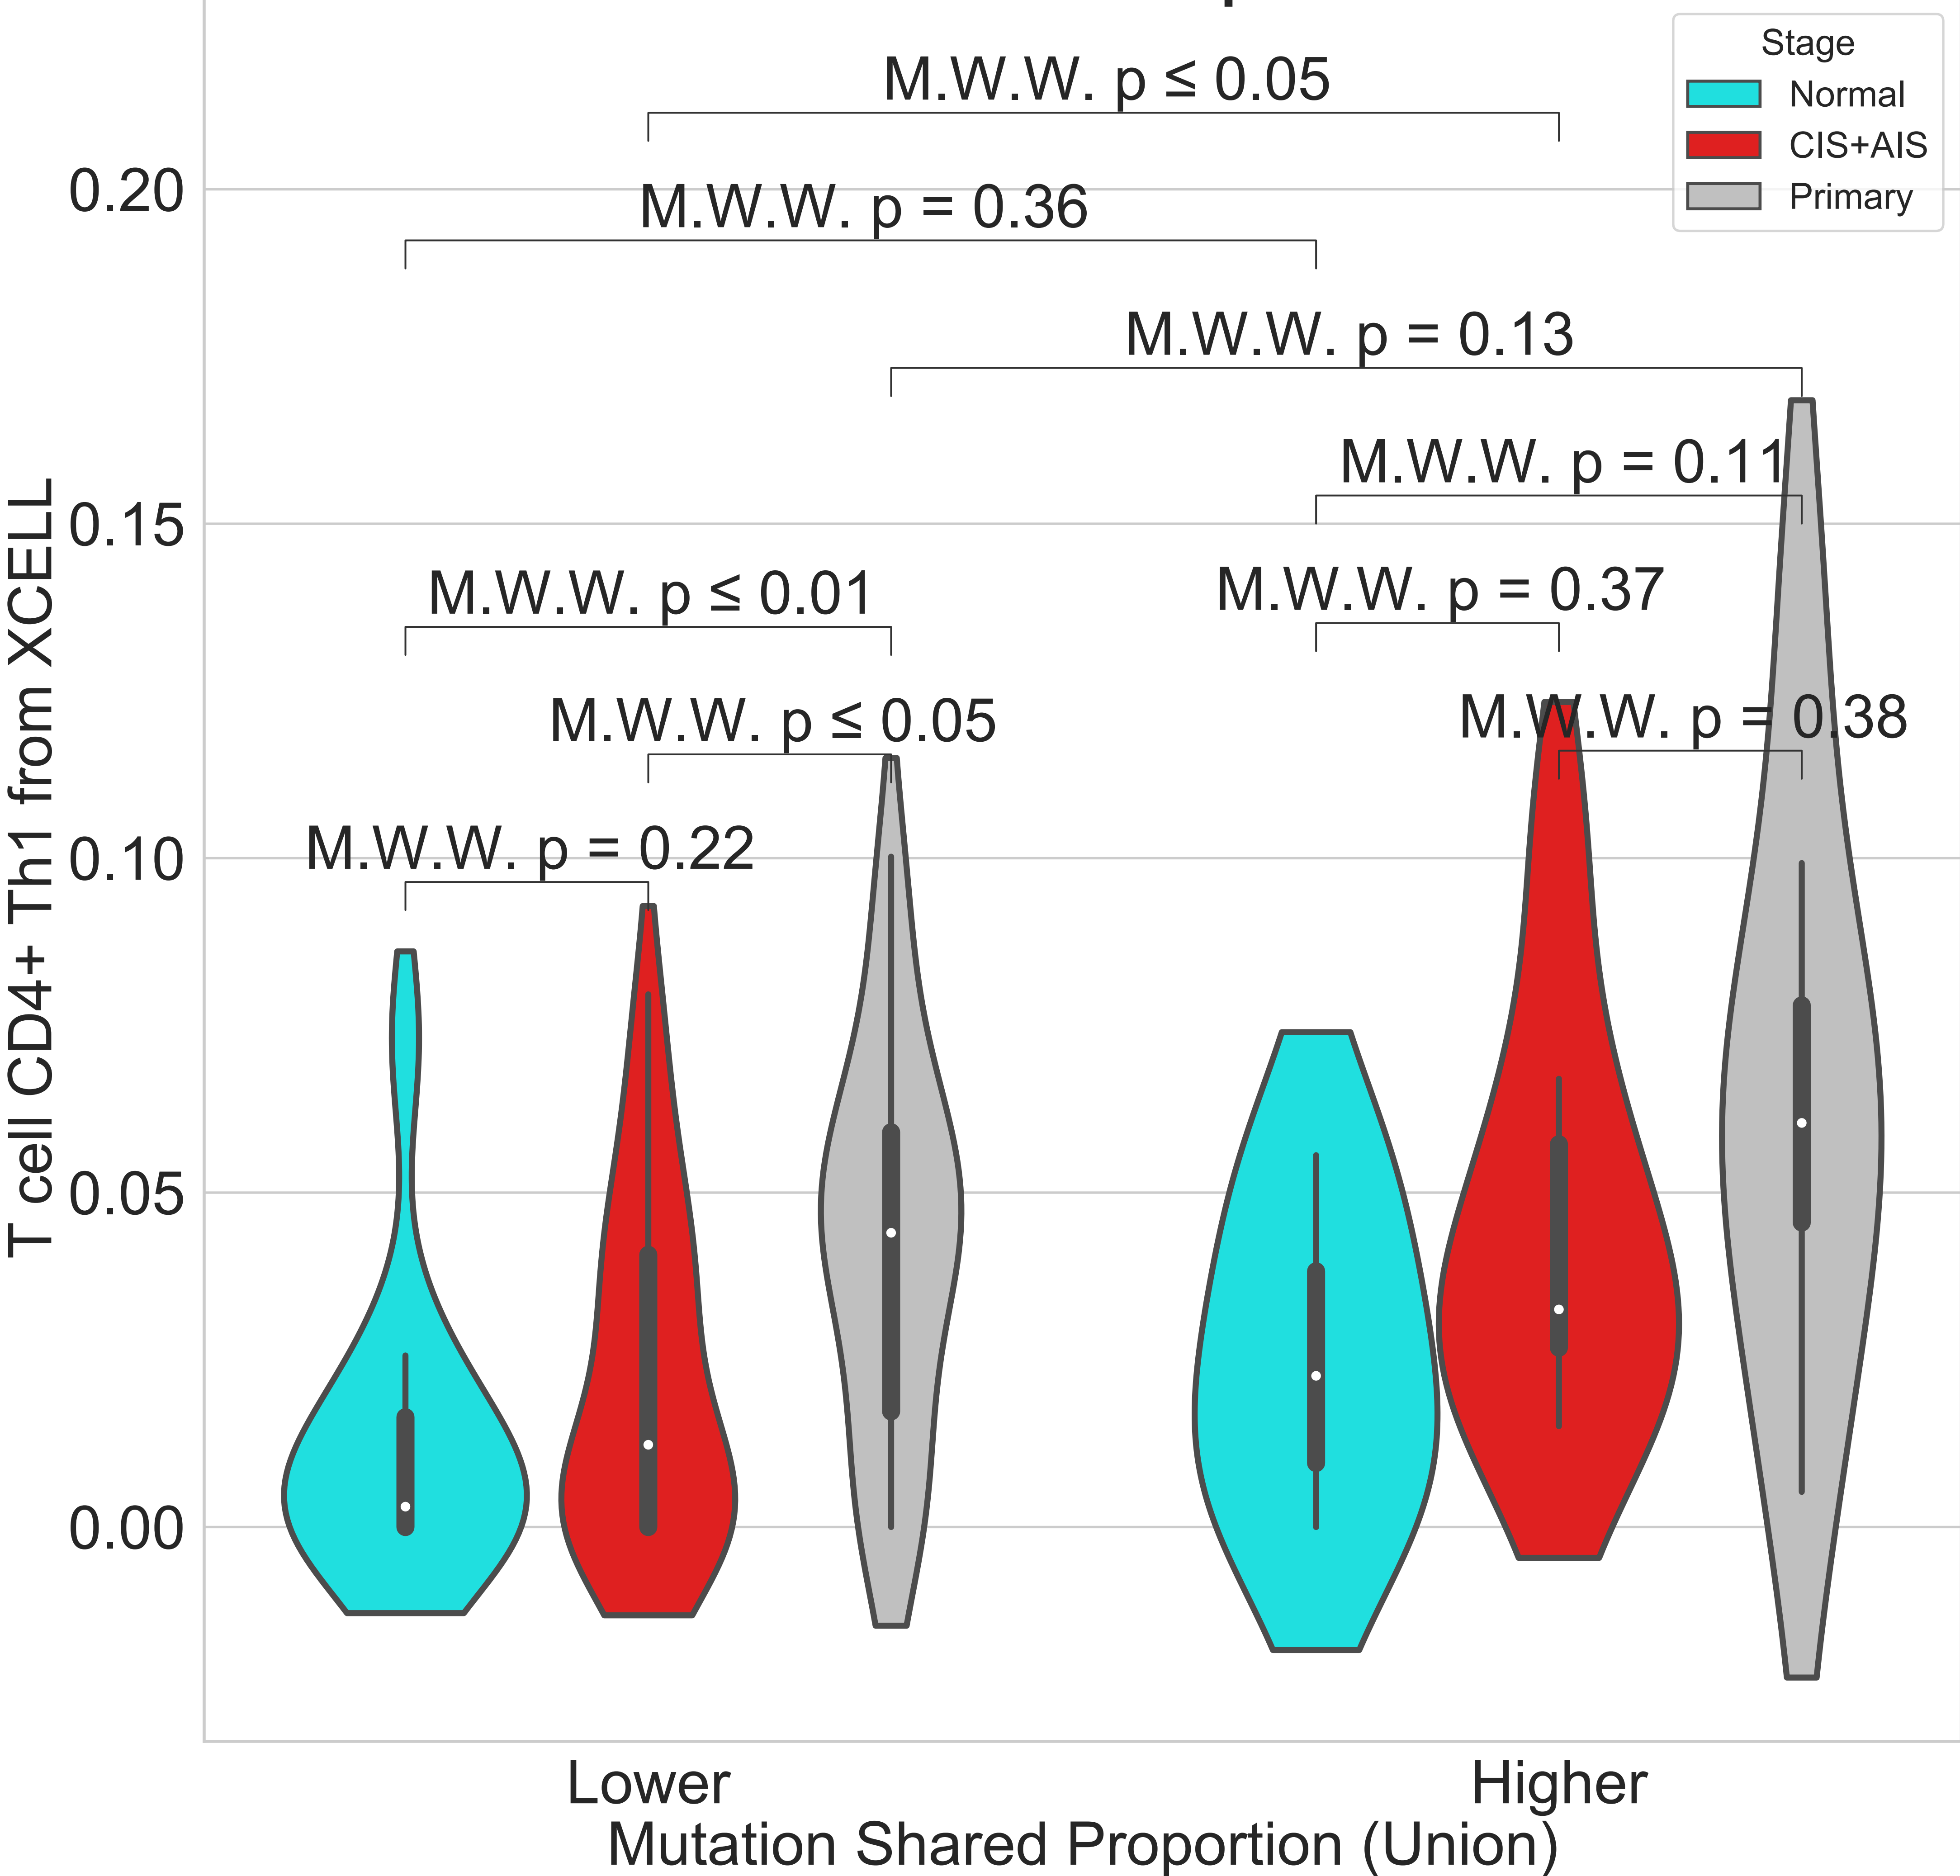 Stage
Normal
CIS+AIS
Primary
M.W.W. p ≤ 0.05
M.W.W. p = 0.36
M.W.W. p = 0.13
M.W.W. p = 0.11
M.W.W. p ≤ 0.01
M.W.W. p = 0.37
M.W.W. p ≤ 0.05
M.W.W. p = 0.38
M.W.W. p = 0.22
0.20
0.15
0.10
0.05
0.00
T cell CD4+ Th1 from XCELL
Lower
Higher
Mutation Shared Proportion (Union)